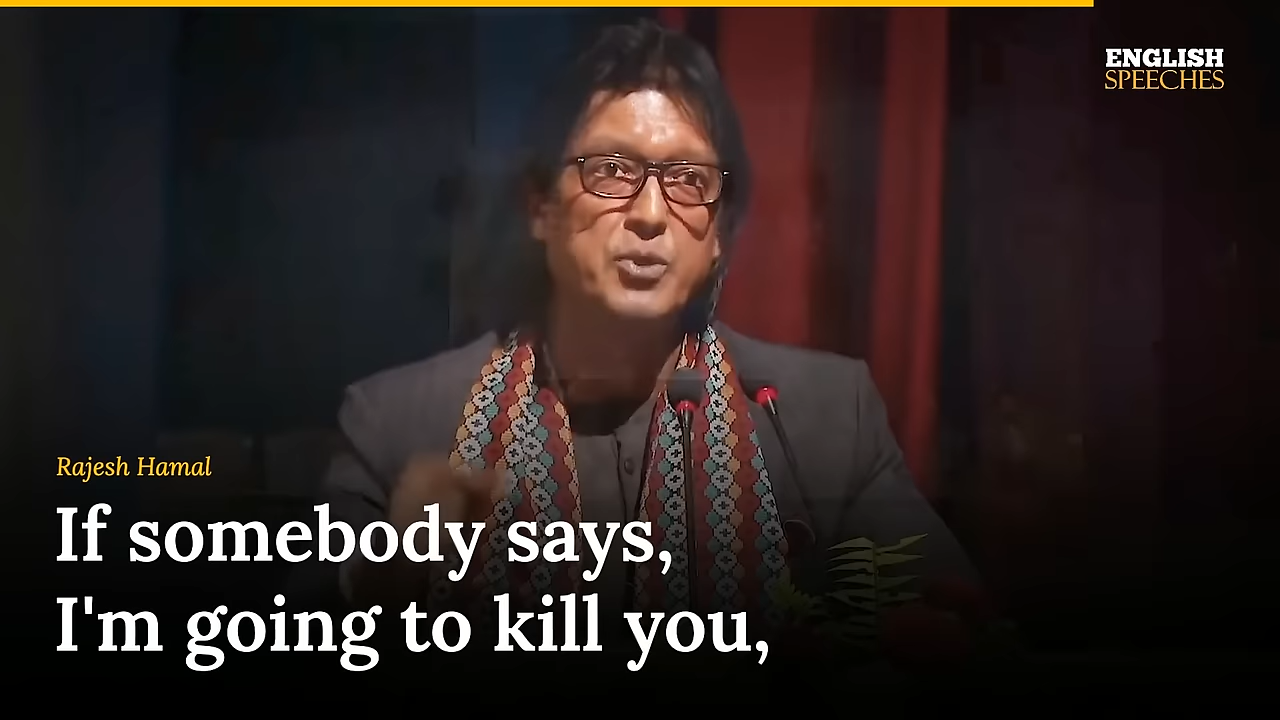 ENGLISH
SPEECHES
Rajesh Hamal
If somebody says,
I'm going to kill you,